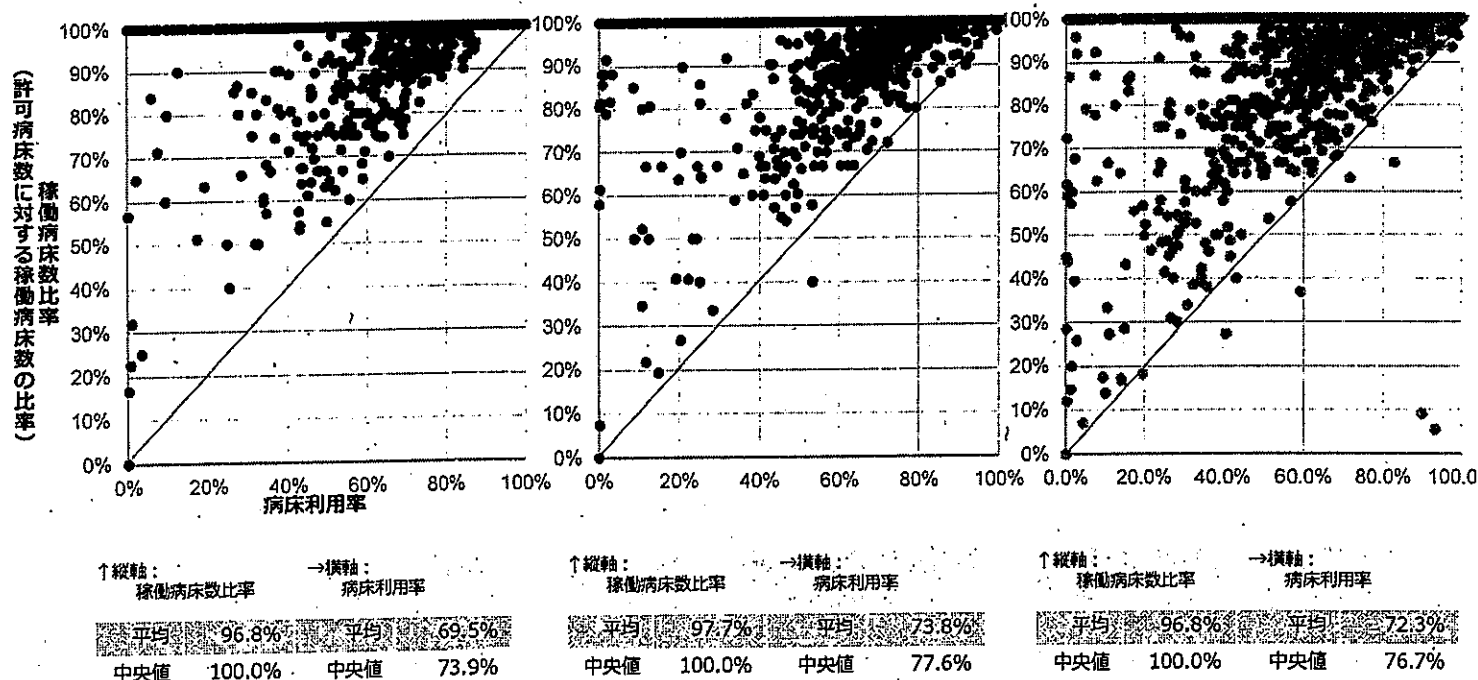 (許可病床数に対する稼働病床数の比率)
稼働病床数比率
100%
90%
80%
70%
60%
50%
40%
30%
20%
10%
0%
0% 20% 40% 60% 80% 100%
病床利用率
100%
90%
80%
70%
60%
50%
40%
30%
20%
10%
0%
0% 20% 40% 60% 80% 100%
100%
90%
80%
70%
60%
50%
40%
30%
20%
10%
0%
0.0% 20.0% 40.0% 60.0% 80.0% 100.0
↑縦軸: →横軸:
稼働病床数比率 病床利用率
平均 96.8% 平均 69.5%
中央値 100.0% 中央値 73.9%
↑縦軸: →横軸:
稼働病床数比率 病床利用率
平均 97.7% 平均 73.8%
中央値 100.0% 中央値 77.6%
↑縦軸: →横軸:
稼働病床数比率 病床利用率
平均 96.8% 平均 72.3%
中央値 100.0% 中央値 76.7%